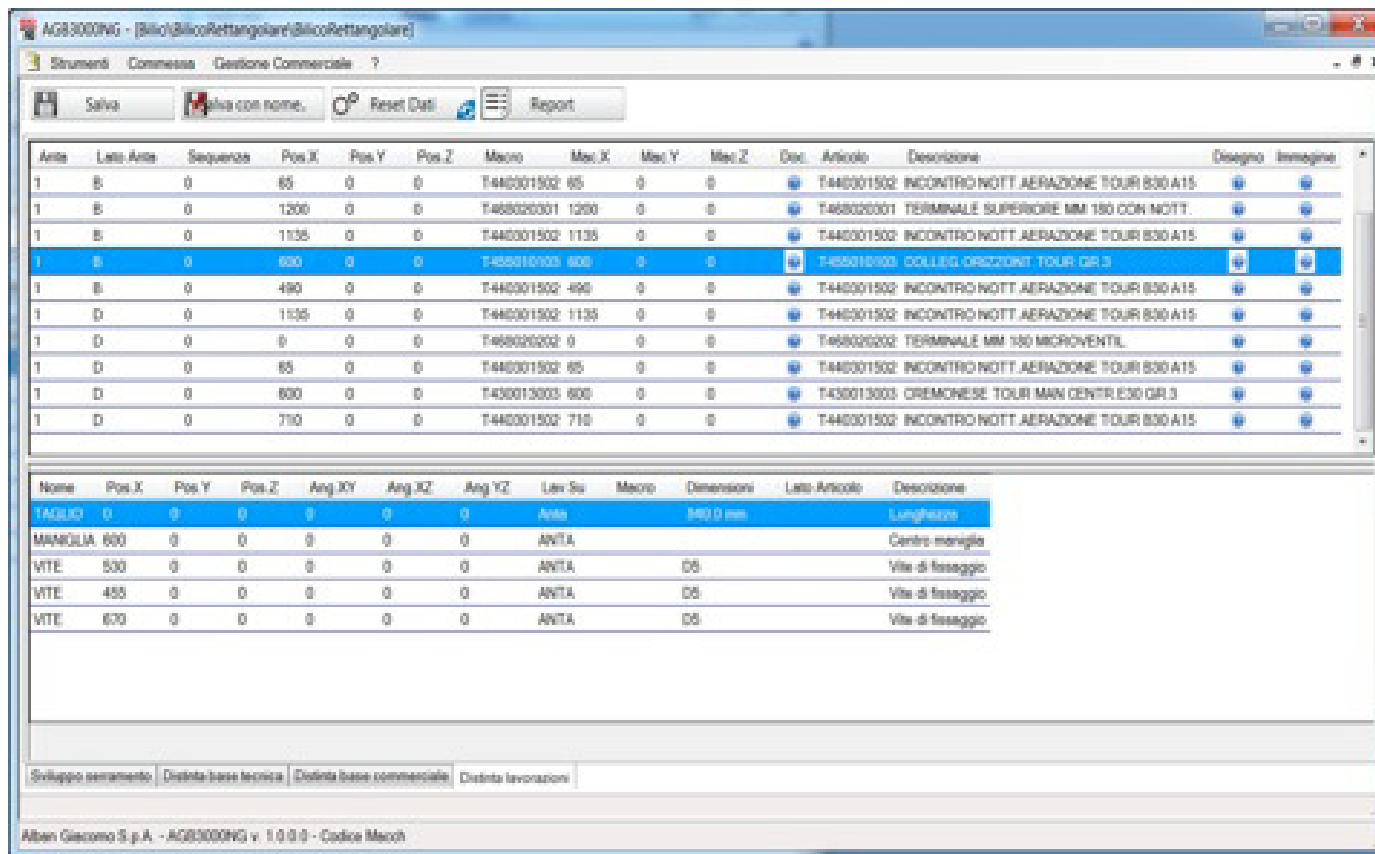 AGB3000NG - [Bilici\BilicoRettangolare\BilicoRettangolare]
Strumenti Commessa Gestione Commerciale ?
Salva Salva con nome. Reset Dati Report
Anta Lato Anta Sequenza Pos.X Pos.Y Pos.Z Macro Mac.X Mac.Y Mac.Z Doc. Articolo Descrizione Disegno Immagine
1 B 0 65 0 0 T440301502 65 0 0 T440301502 INCONTRO NOTT.AERAZIONE TOUR B30 A15
1 B 0 1200 0 0 T468020301 1200 0 0 T468020301 TERMINALE SUPERIORE MM 180 CON NOTT.
1 B 0 1135 0 0 T440301502 1135 0 0 T440301502 INCONTRO NOTT.AERAZIONE TOUR B30 A15
1 B 0 600 0 0 T455010103 600 0 0 T455010103 COLLEG.ORIZZONT.TOUR GR.3
1 B 0 490 0 0 T440301502 490 0 0 T440301502 INCONTRO NOTT.AERAZIONE TOUR B30 A15
1 D 0 1135 0 0 T440301502 1135 0 0 T440301502 INCONTRO NOTT.AERAZIONE TOUR B30 A15
1 D 0 0 0 0 T468020202 0 0 0 T468020202 TERMINALE MM 180 MICROVENTIL.
1 D 0 65 0 0 T440301502 65 0 0 T440301502 INCONTRO NOTT.AERAZIONE TOUR B30 A15
1 D 0 600 0 0 T430013003 600 0 0 T430013003 CREMONESE TOUR MAN CENTR.E30 GR.3
1 D 0 710 0 0 T440301502 710 0 0 T440301502 INCONTRO NOTT.AERAZIONE TOUR B30 A15
Nome Pos.X Pos.Y Pos.Z Ang.XY Ang.XZ Ang.YZ Lav.Su Macro Dimensioni Lato Articolo Descrizione
TAGLIO 0 0 0 0 0 0 Anta mm Lunghezza
MANIGLIA 600 0 0 0 0 0 ANTA Centro maniglia
VITE 530 0 0 0 0 0 ANTA D5 Vite di fissaggio
VITE 455 0 0 0 0 0 ANTA D5 Vite di fissaggio
VITE 670 0 0 0 0 0 ANTA D5 Vite di fissaggio
Sviluppo serramento Distinta base tecnica Distinta base commerciale Distinta lavorazioni
Alban Giacomo S.p.A. - AGB3000NG v. 1.0.0.0 - Codice Macch